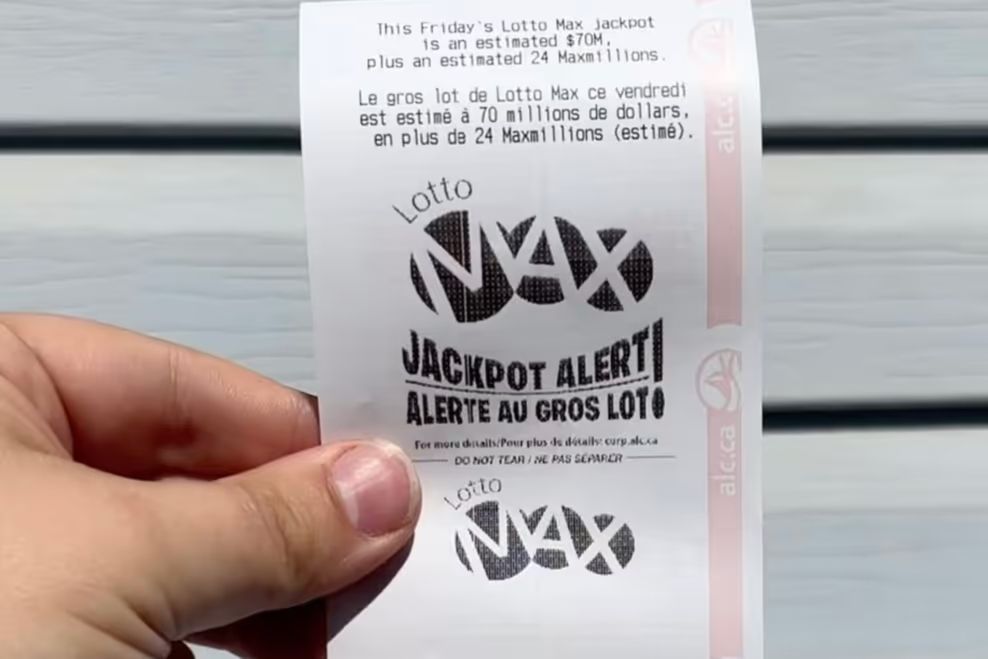 This Friday's Lotto Max jackpot
is an estimated $70M,
plus an estimated 24 Maxmillions.
Le gros lot de Lotto Max ce vendredi
est estimé à 70 millions de dollars,
en plus de 24 Maxmillions (estimé).
Lotto
MAX
JACKPOT ALERT!
ALERTE AU GROS LOT!
For more details/Pour plus de détails: corp.alc.ca
DO NOT TEAR / NE PAS SÉPARER
Lotto
MAX
alc.c
alc.ca